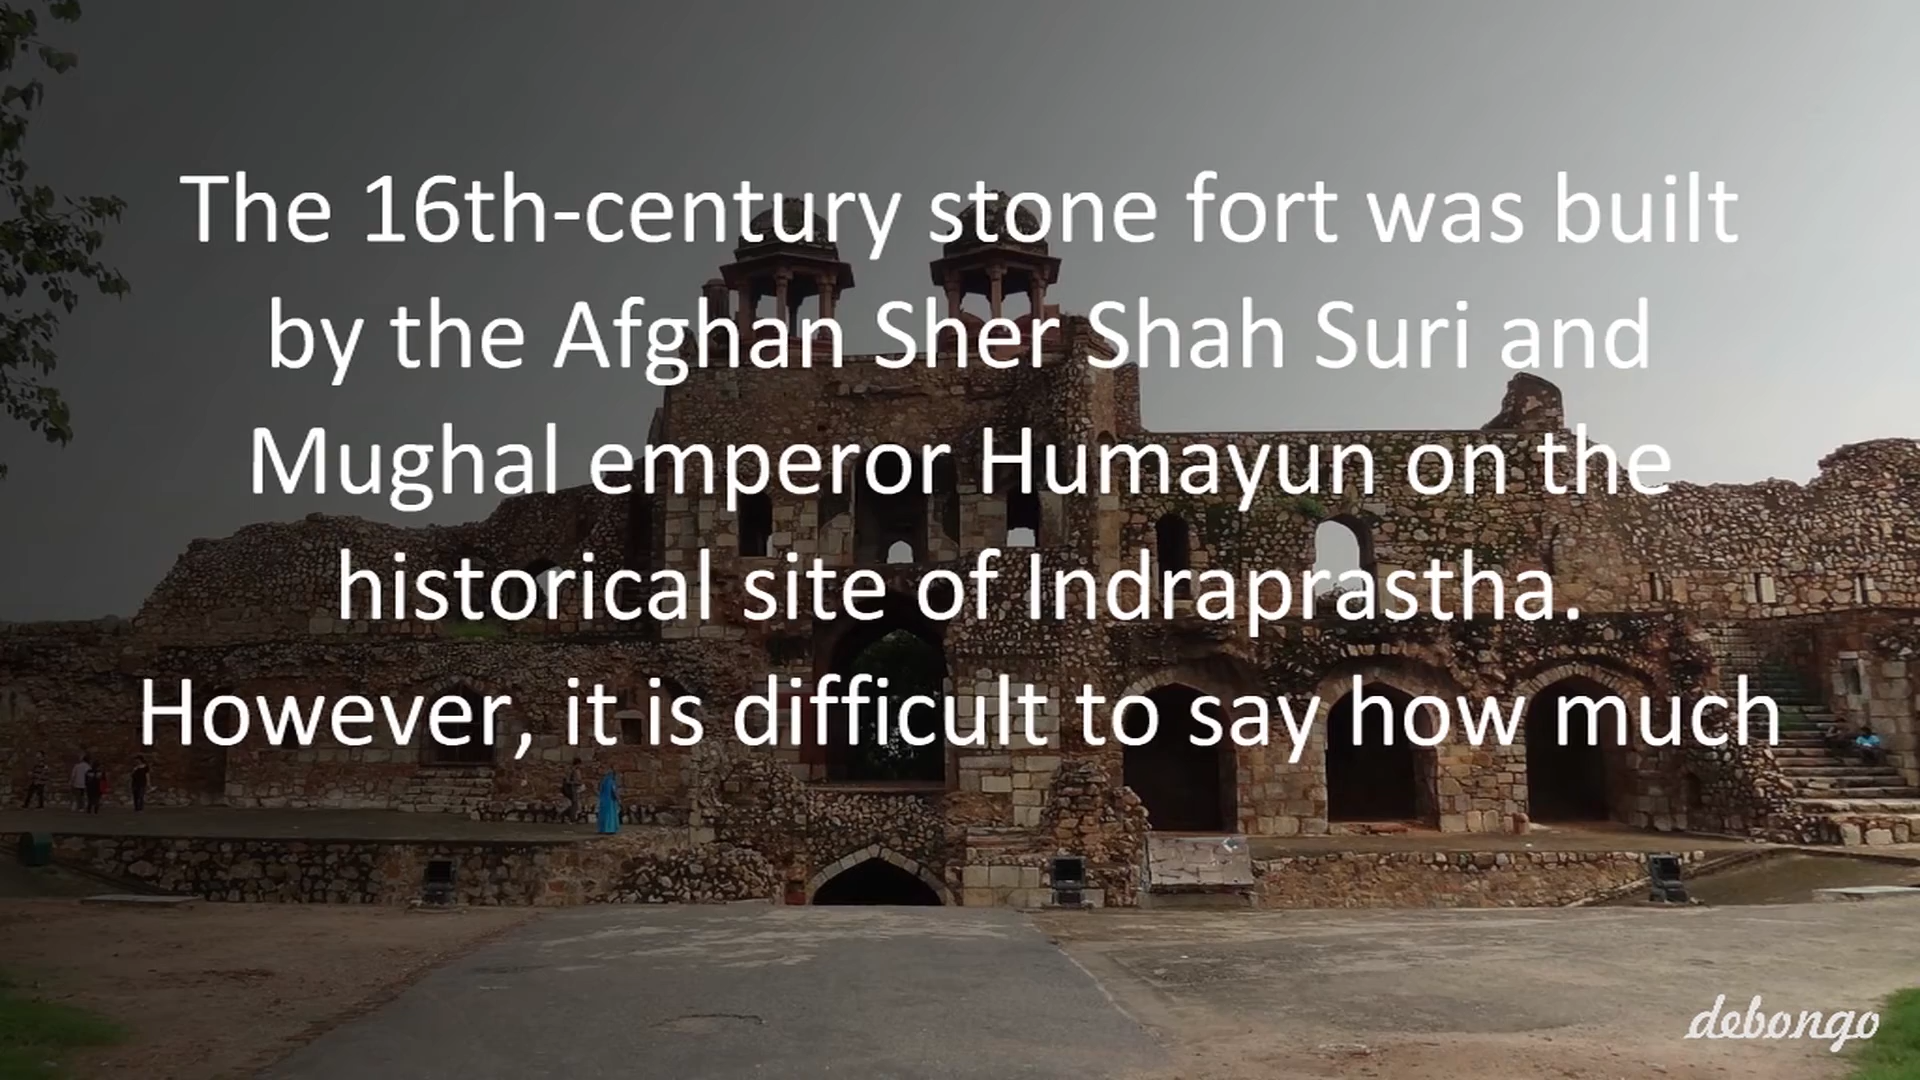 The 16th-century stone fort was built
by the Afghan Sher Shah Suri and
Mughal emperor Humayun on the
historical site of Indraprastha.
However, it is difficult to say how much
debongo